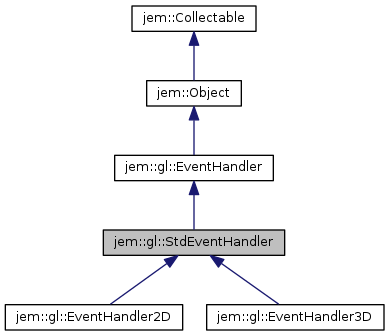 jem::Collectable
jem::Object
jem::gl::EventHandler
jem::gl::StdEventHandler
jem::gl::EventHandler2D
jem::gl::EventHandler3D